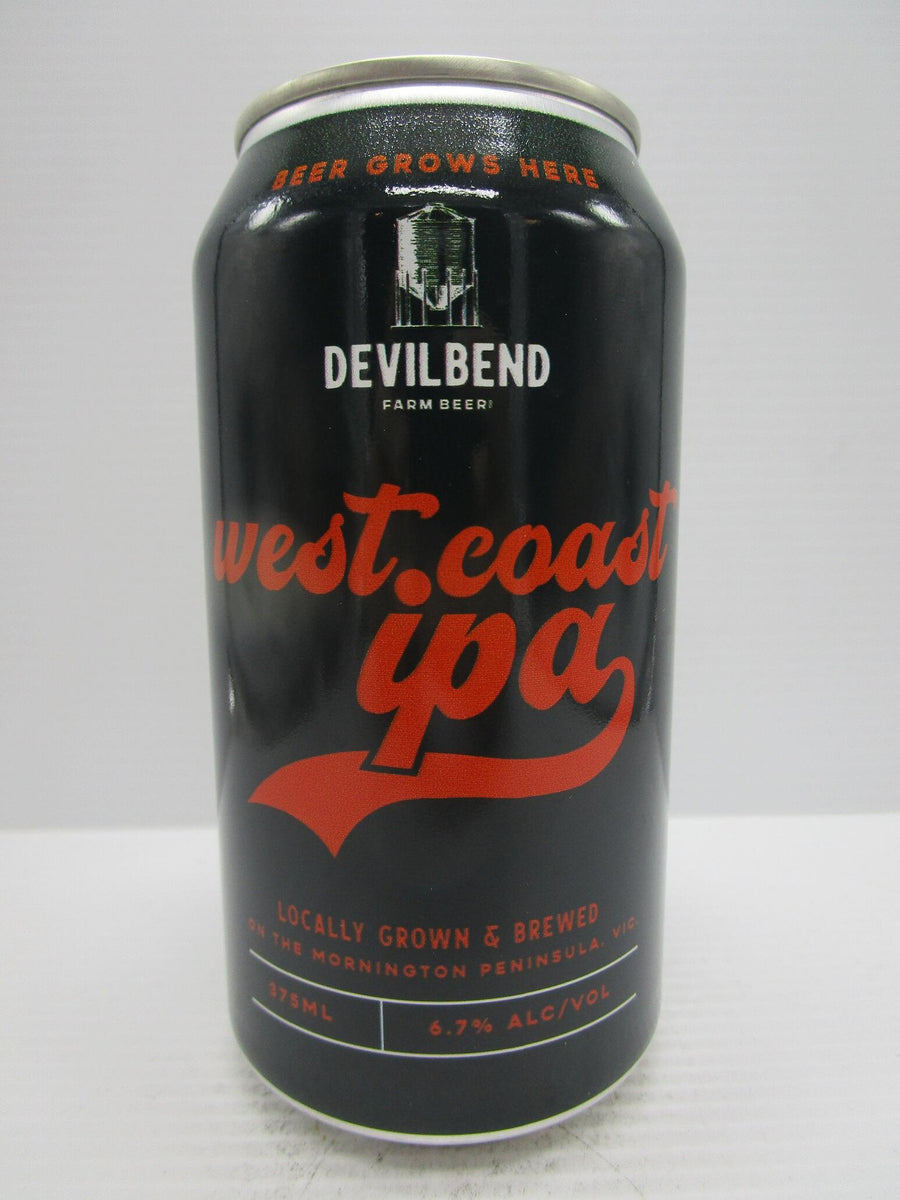 BEER GROWS HERE
DEVILBEND
FARM BEER
west coast
ipa
LOCALLY GROWN & BREWED
ON THE MORNINGTON PENINSULA, VIC.
375ML
6.7% ALC/VOL